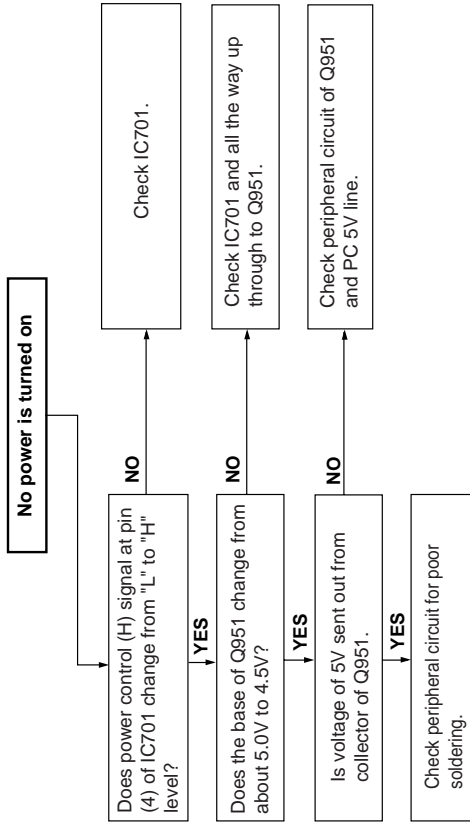 No power is turned on
Does power control (H) signal at pin
(4) of IC701 change from "L" to "H"
level?
NO
Check IC701.
YES
Does the base of Q951 change from
about 5.0V to 4.5V?
NO
Check IC701 and all the way up
through to Q951.
YES
Is voltage of 5V sent out from
collector of Q951.
NO
Check peripheral circuit of Q951
and PC 5V line.
YES
Check peripheral circuit for poor
soldering.